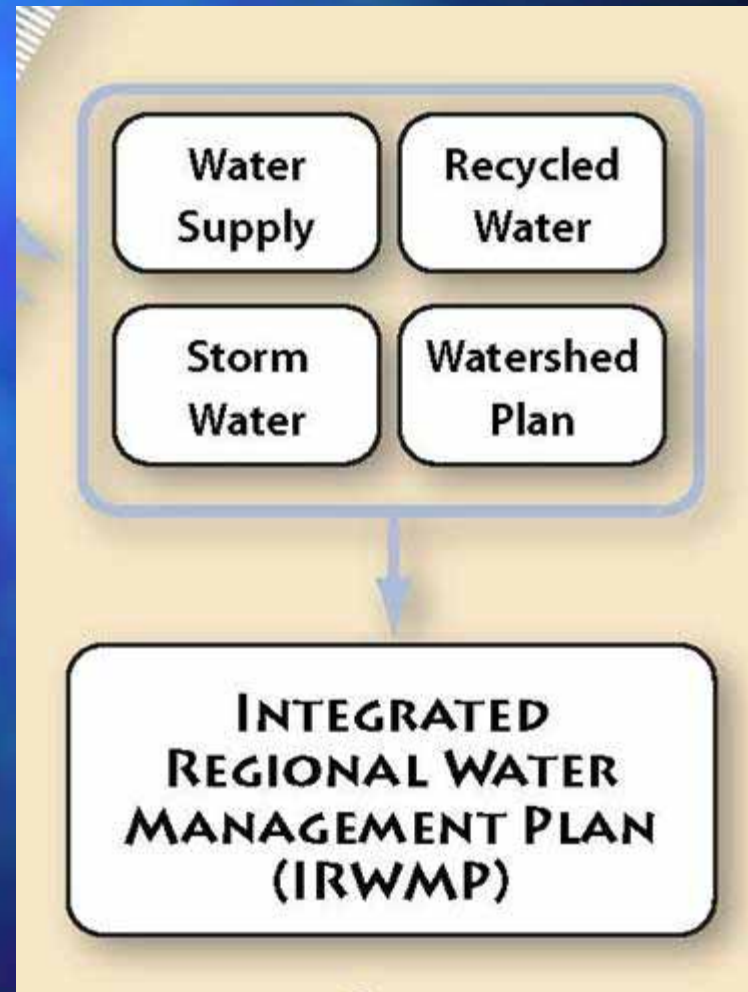 Water
Supply
Recycled
Water
Storm
Water
Watershed
Plan
INTEGRATED
REGIONAL WATER
MANAGEMENT PLAN
(IRWMP)